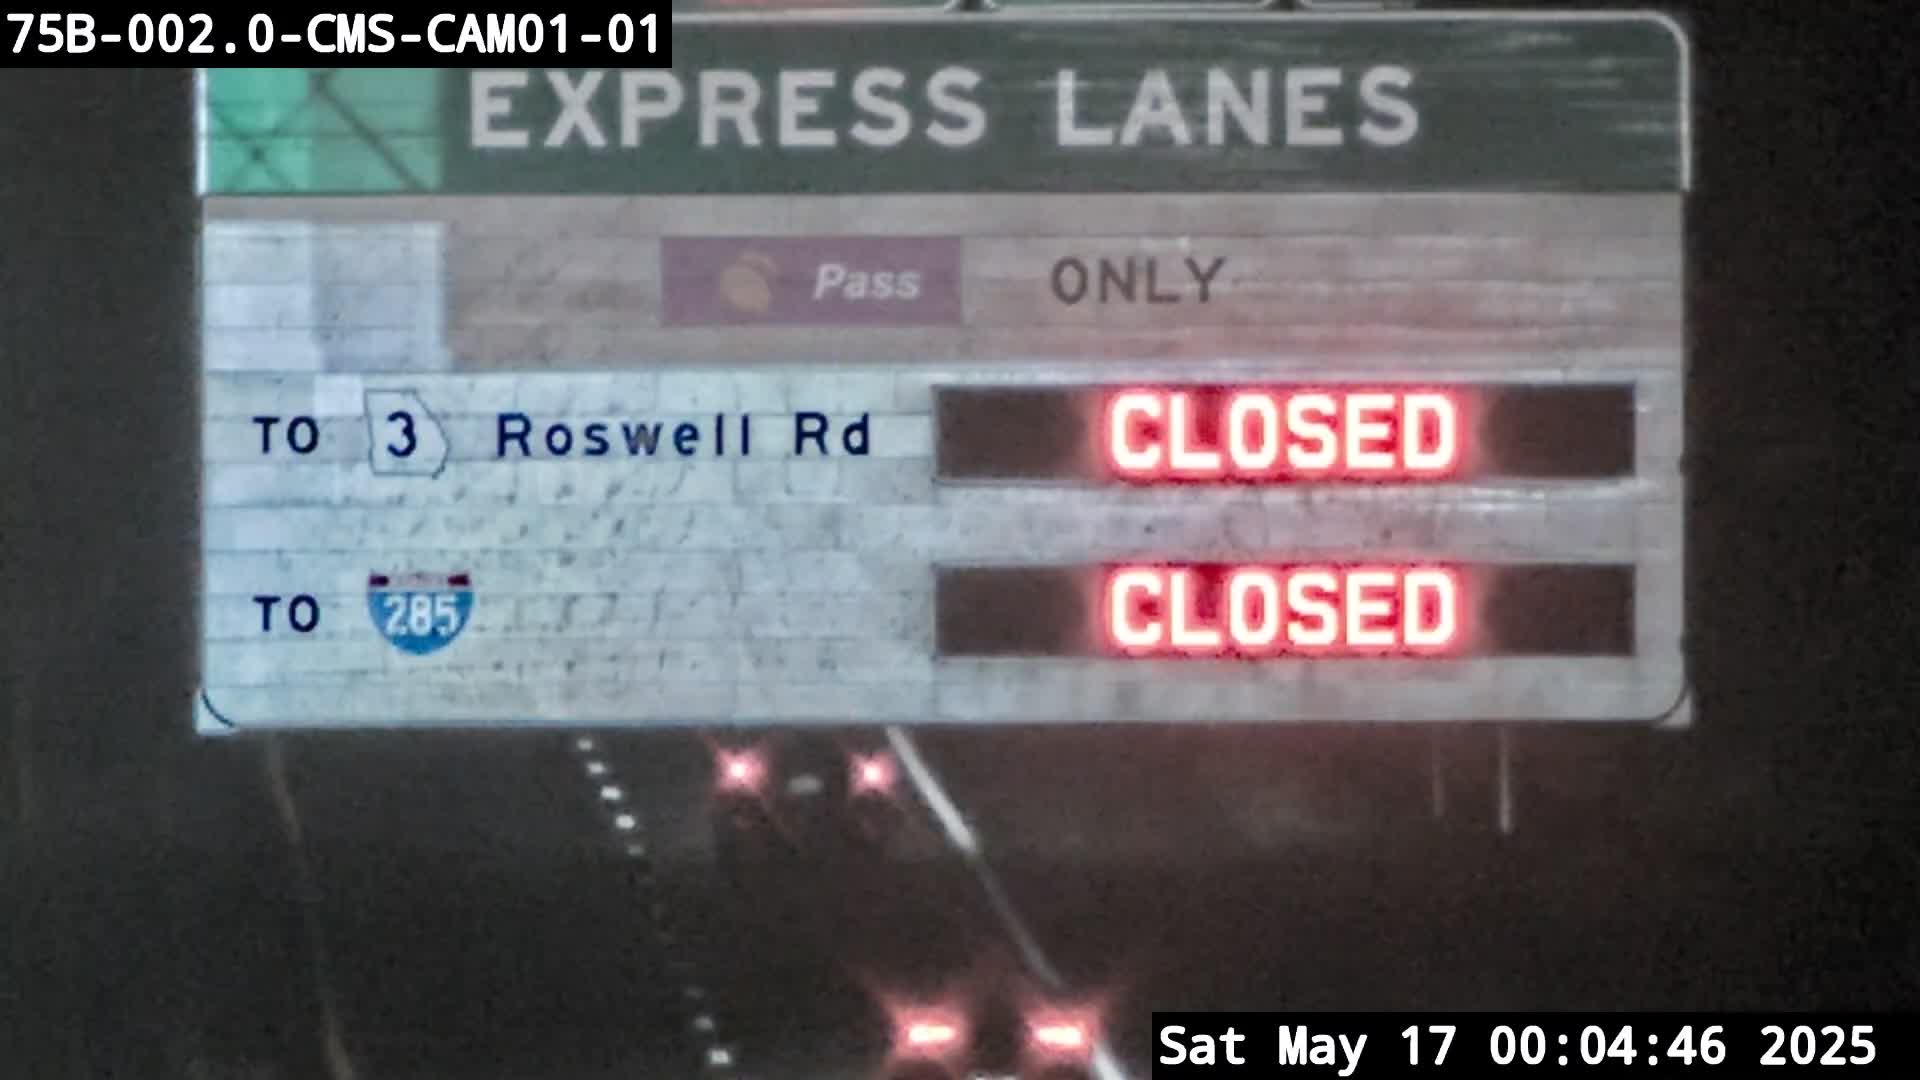 75B-002.0-CMS-CAM01-01
EXPRESS LANES
Pass ONLY
TO 3 Roswell Rd CLOSED
TO 285 CLOSED
Sat May 17 00:04:46 2025